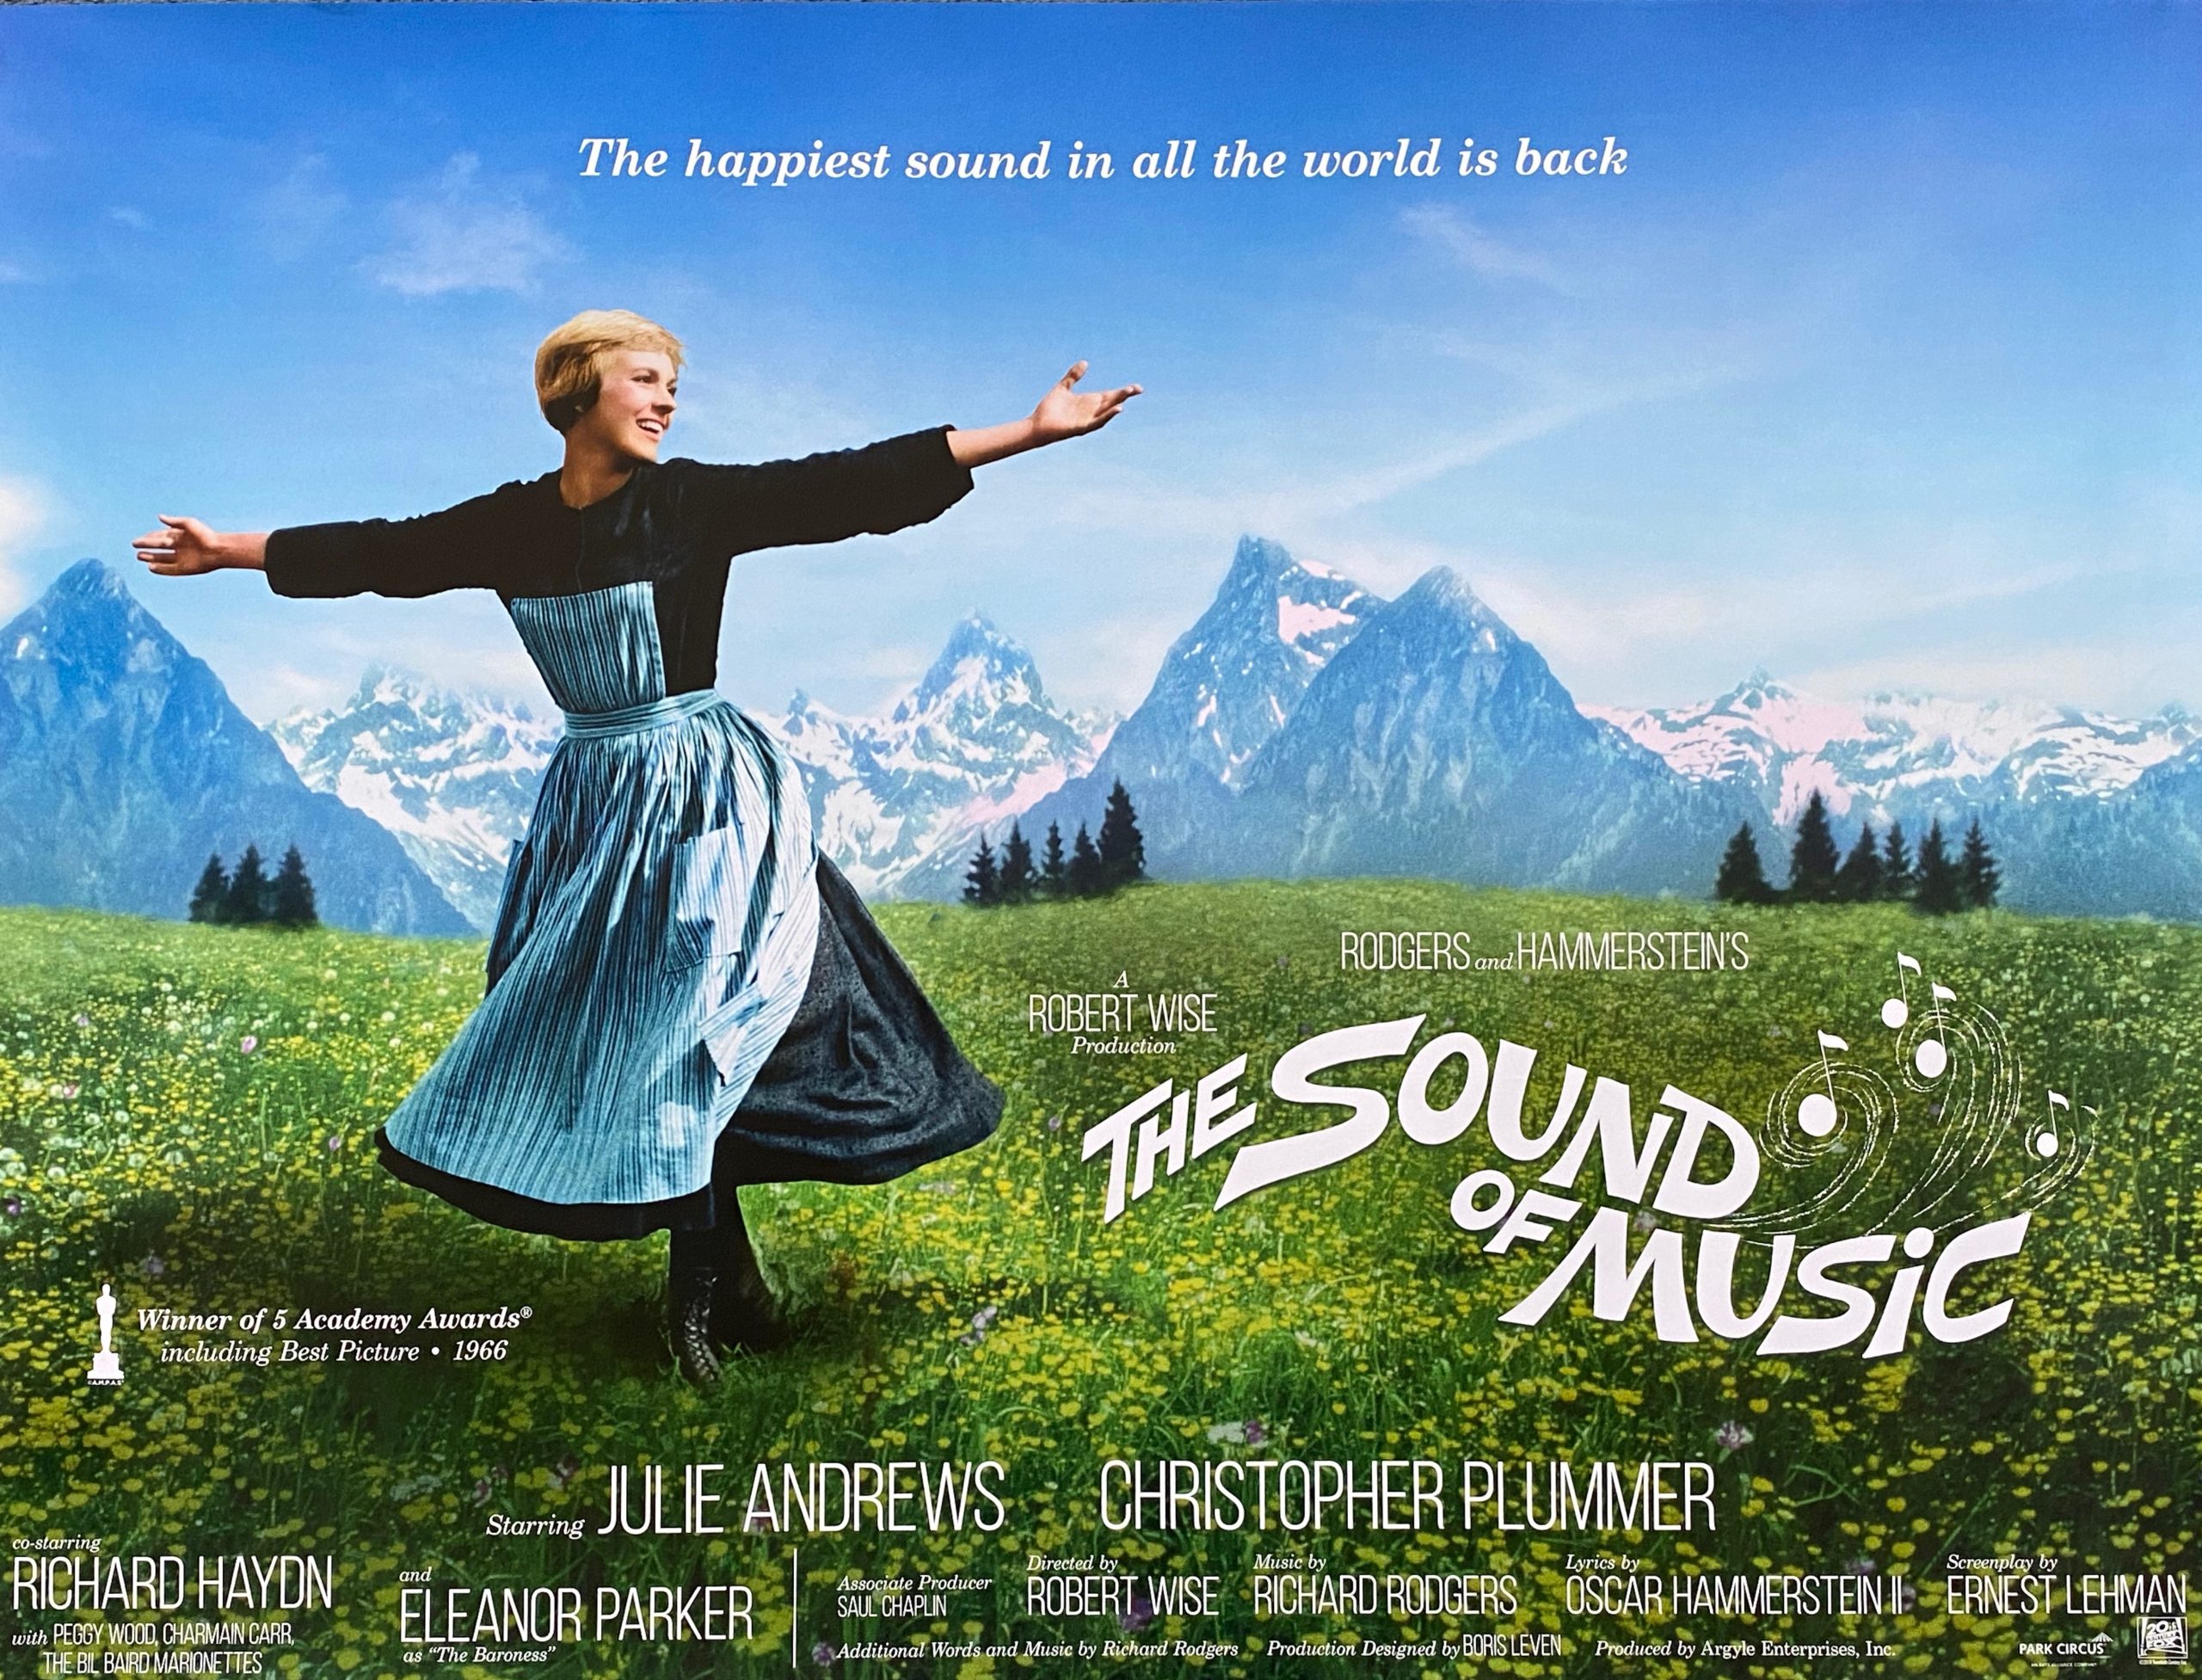 The happiest sound in all the world is back
A
ROBERT WISE
Production
RODGERS and HAMMERSTEIN'S
THE SOUND
OF MUSiC
Winner of 5 Academy Awards®
including Best Picture • 1966
©A.M.P.A.S.®
Starring JULIE ANDREWS CHRISTOPHER PLUMMER
co-starring
RICHARD HAYDN
with PEGGY WOOD, CHARMAIN CARR,
THE BIL BAIRD MARIONETTES
and
ELEANOR PARKER
as "The Baroness"
Associate Producer
SAUL CHAPLIN
Directed by
ROBERT WISE
Music by
RICHARD RODGERS
Lyrics by
OSCAR HAMMERSTEIN II
Screenplay by
ERNEST LEHMAN
Additional Words and Music by Richard Rodgers Production Designed by BORIS LEVEN Produced by Argyle Enterprises, Inc.
PARK CIRCUS
20th
CENTURY
FOX